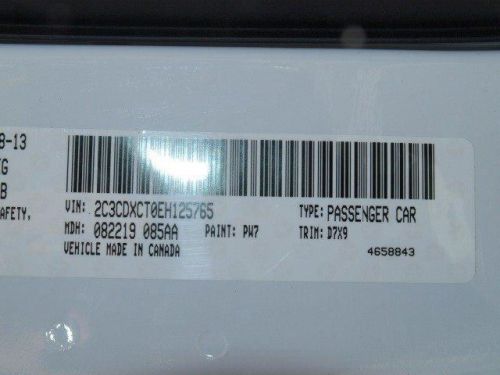 8-13
G
B
SAFETY,
VIN: 2C3CDXCT0EH125765 TYPE: PASSENGER CAR
MDH: 082219 085AA PAINT: PW7 TRIM: D7X9
VEHICLE MADE IN CANADA 4658843